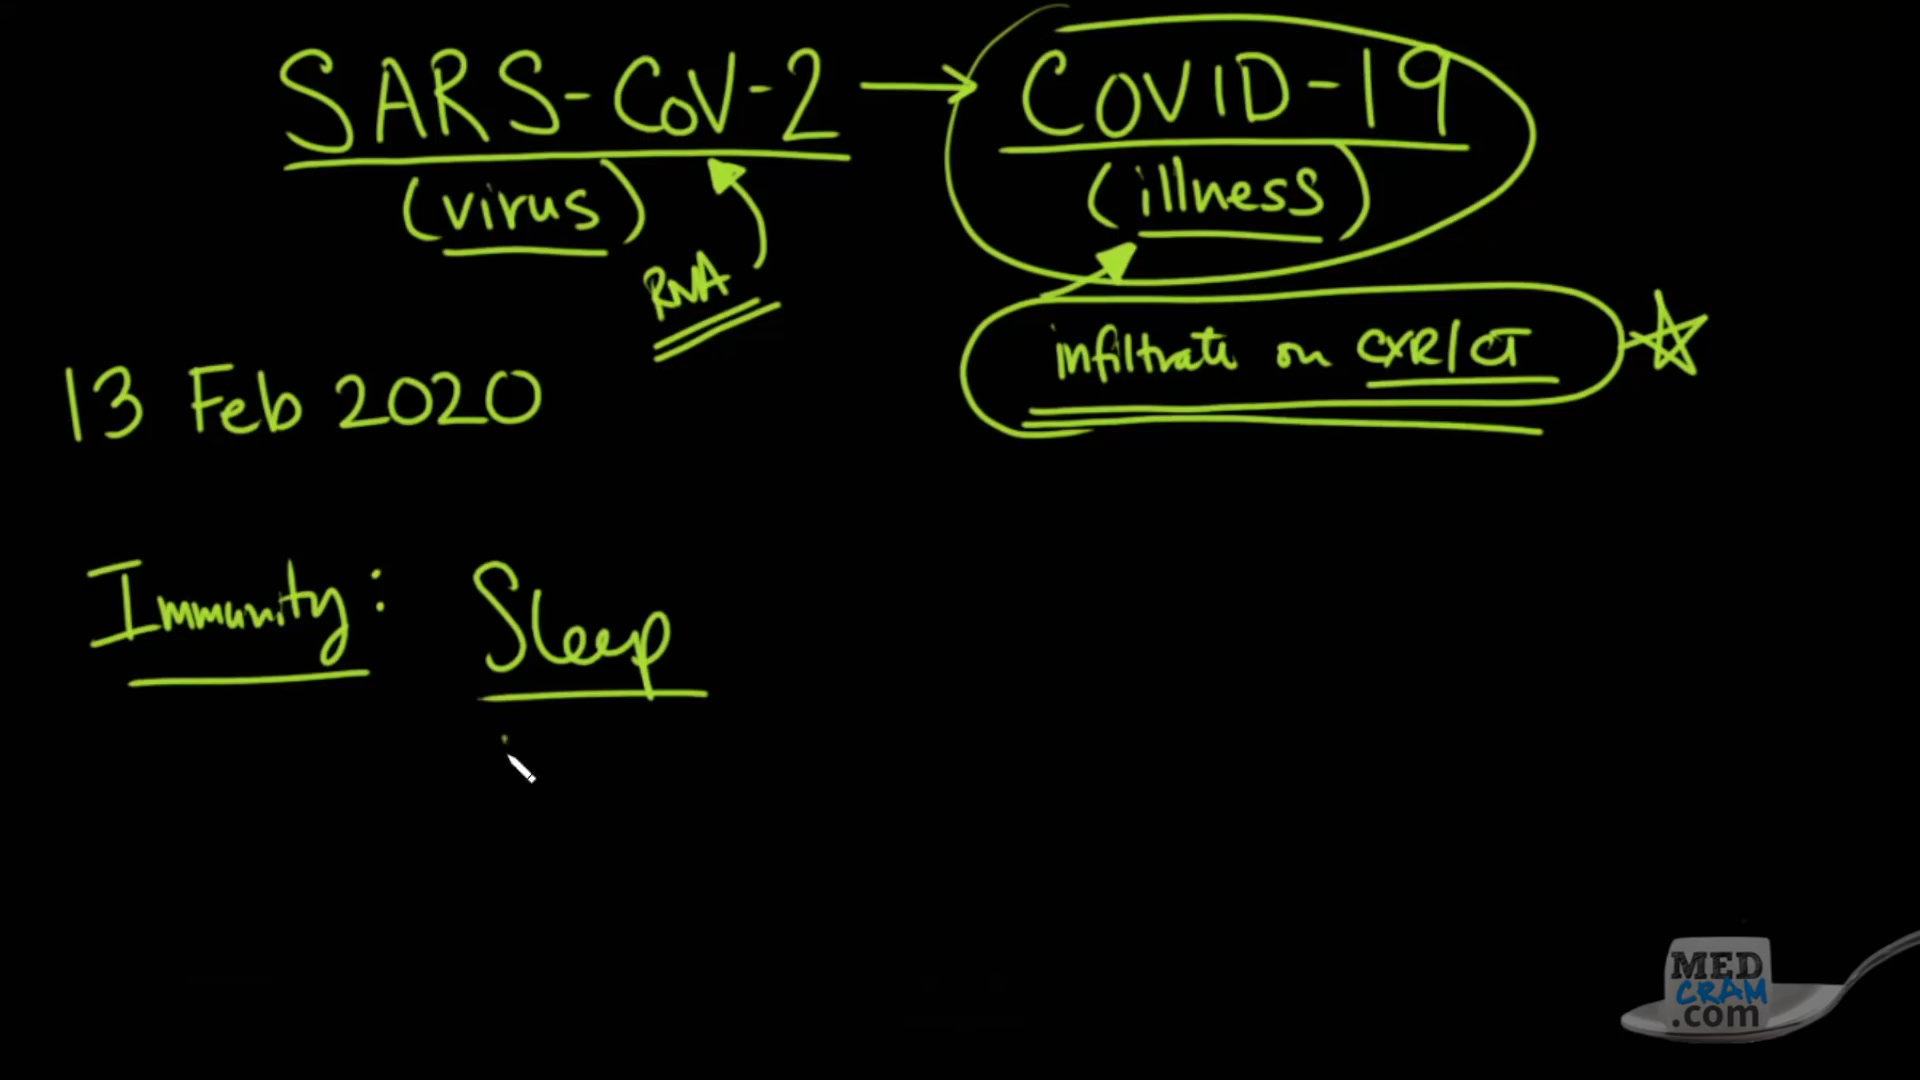 SARS-CoV-2 → COVID-19
(virus) (illness)
RNA
infiltrate on CXR/CT
13 Feb 2020
Immunity: Sleep
MED
CRAM
.com